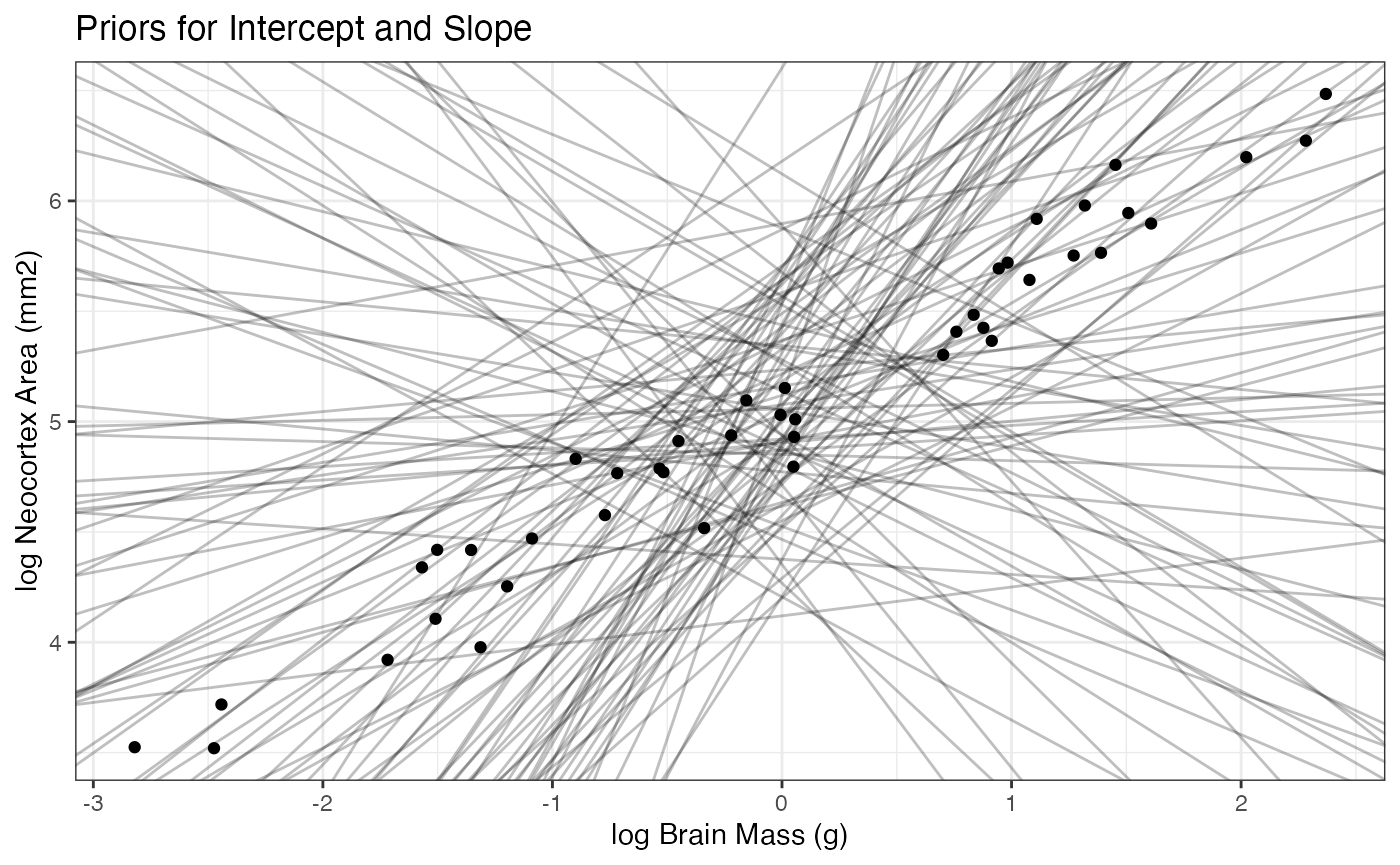 Priors for Intercept and Slope
log Neocortex Area (mm2)
6
5
4
-3 -2 -1 0 1 2
log Brain Mass (g)